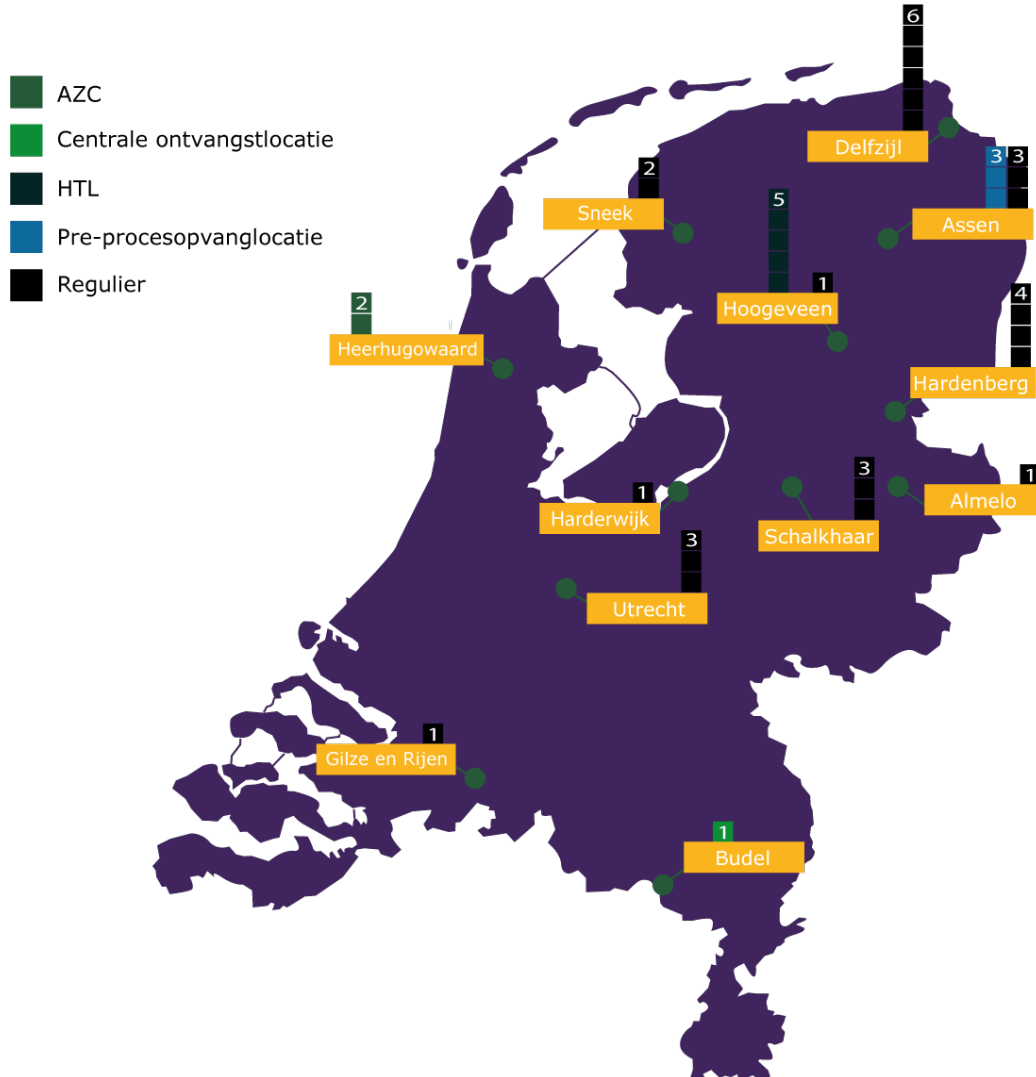 AZC
Centrale ontvangstlocatie
HTL
Pre-procesopvanglocatie
Regulier
6
Delfzijl
2
Sneek
3 3
Assen
5
1
Hoogeveen
2
Heerhugowaard
4
Hardenberg
1
Harderwijk
3
Schalkhaar
1
Almelo
3
Utrecht
1
Gilze en Rijen
1
Budel